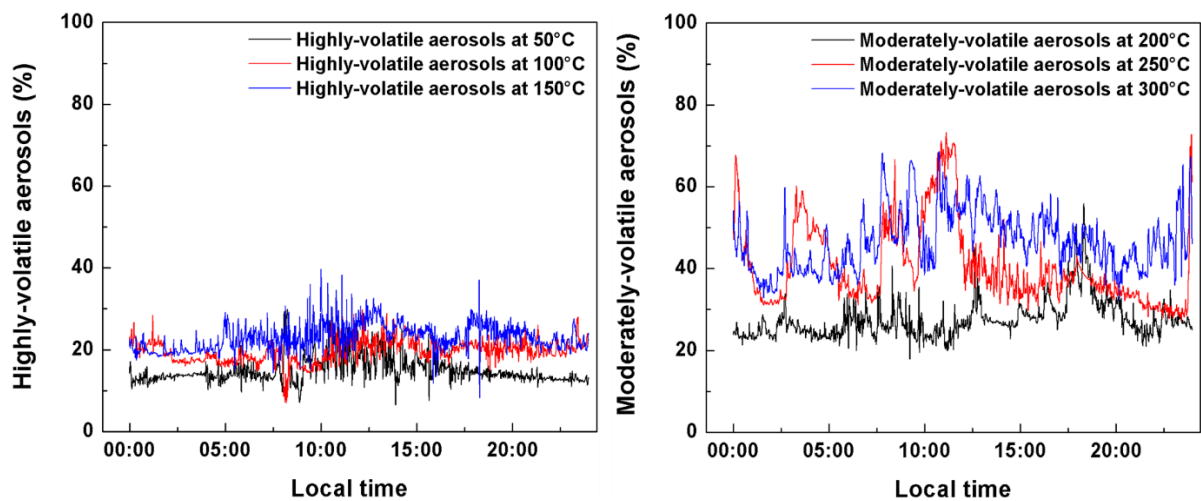 100
80
60
40
20
0
Highly-volatile aerosols (%)
Highly-volatile aerosols at 50°C
Highly-volatile aerosols at 100°C
Highly-volatile aerosols at 150°C
00:00 05:00 10:00 15:00 20:00
Local time
100
80
60
40
20
0
Moderately-volatile aerosols (%)
Moderately-volatile aerosols at 200°C
Moderately-volatile aerosols at 250°C
Moderately-volatile aerosols at 300°C
00:00 05:00 10:00 15:00 20:00
Local time